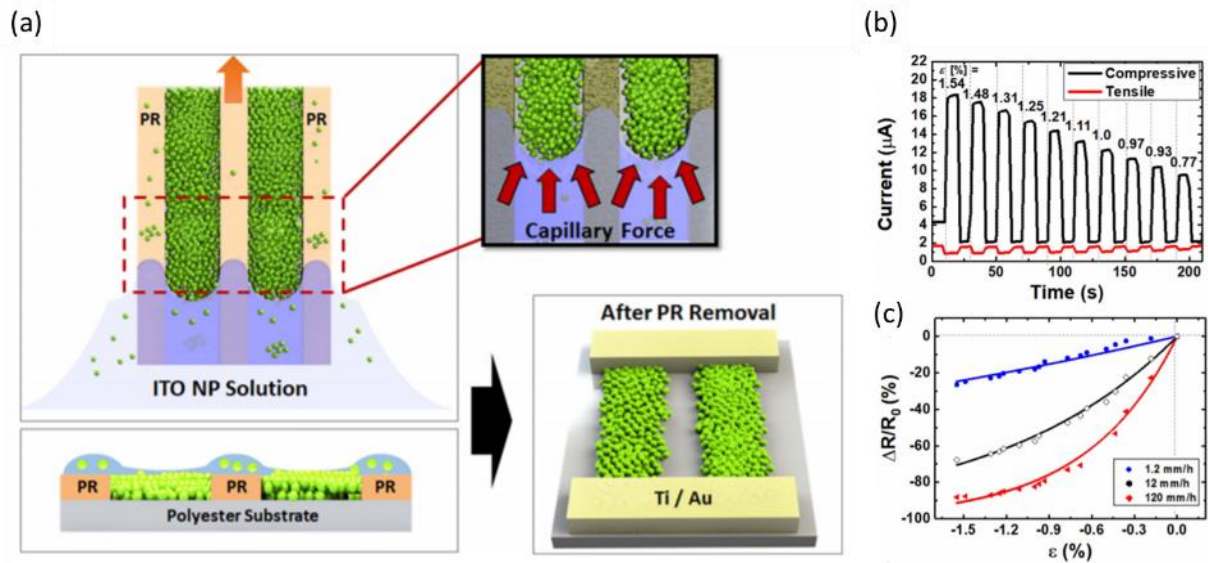 (a)
PR
PR
Capillary Force
ITO NP Solution
PR
PR
PR
Polyester Substrate
After PR Removal
Ti / Au
(b)
22
20
18
16
14
12
10
8
6
4
2
0
Current (μA)
ε [%] =
1.54
1.48
1.31
1.25
1.21
1.11
1.0
0.97
0.93
0.77
Compressive
Tensile
0 50 100 150 200
Time (s)
(c)
0
-20
-40
-60
-80
-100
ΔR/R0 (%)
1.2 mm/h
12 mm/h
120 mm/h
-1.5 -1.2 -0.9 -0.6 -0.3 0.0
ε (%)